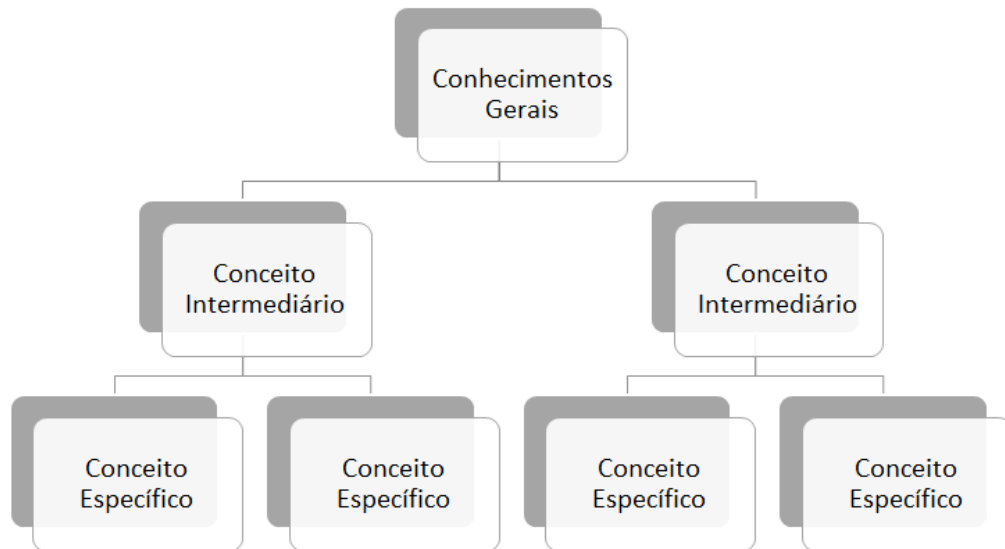 Conhecimentos
Gerais
Conceito
Intermediário
Conceito
Intermediário
Conceito
Específico
Conceito
Específico
Conceito
Específico
Conceito
Específico